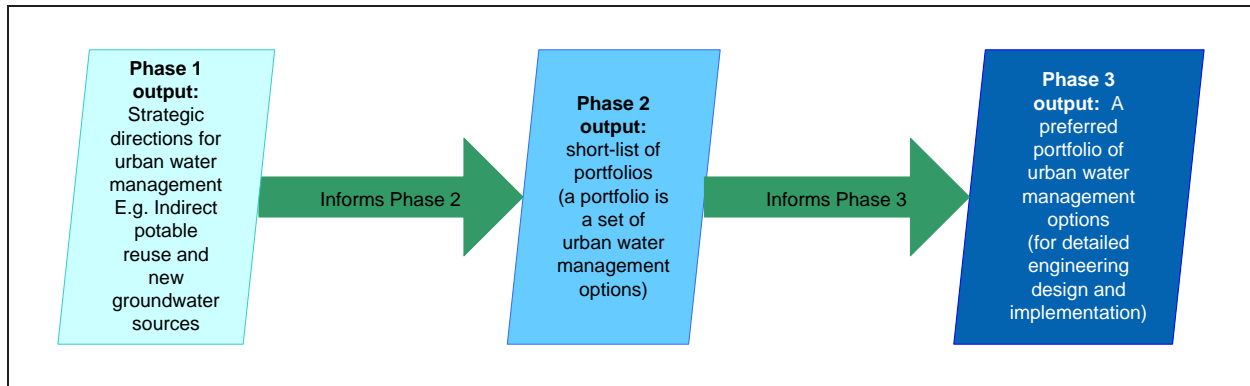 Phase 1
output:
Strategic
directions for
urban water
management
E.g. Indirect
potable
reuse and
new
groundwater
sources
Informs Phase 2
Phase 2
output:
short-list of
portfolios
(a portfolio is
a set of
urban water
management
options)
Informs Phase 3
Phase 3
output: A
preferred
portfolio of
urban water
management
options
(for detailed
engineering
design and
implementation)